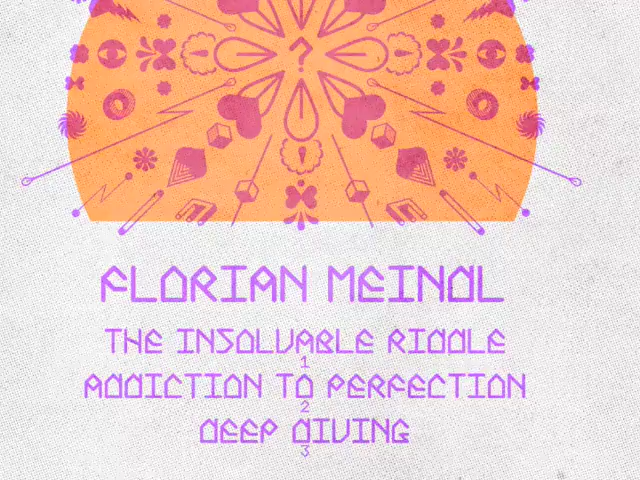 ?
FLORIAN MEINDL
THE INSOLVABLE RIDDLE
1
ADDICTION TO PERFECTION
2
DEEP DIVING
3